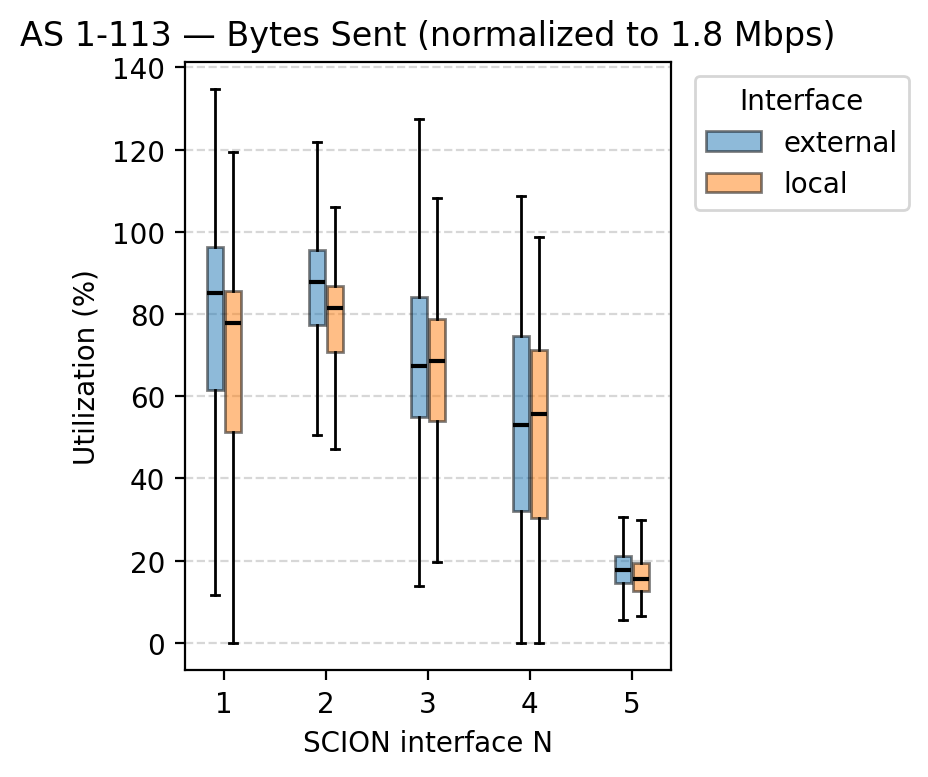 AS 1-113 — Bytes Sent (normalized to 1.8 Mbps)
140
120
100
80
60
40
20
0
Utilization (%)
1 2 3 4 5
SCION interface N
Interface
external
local